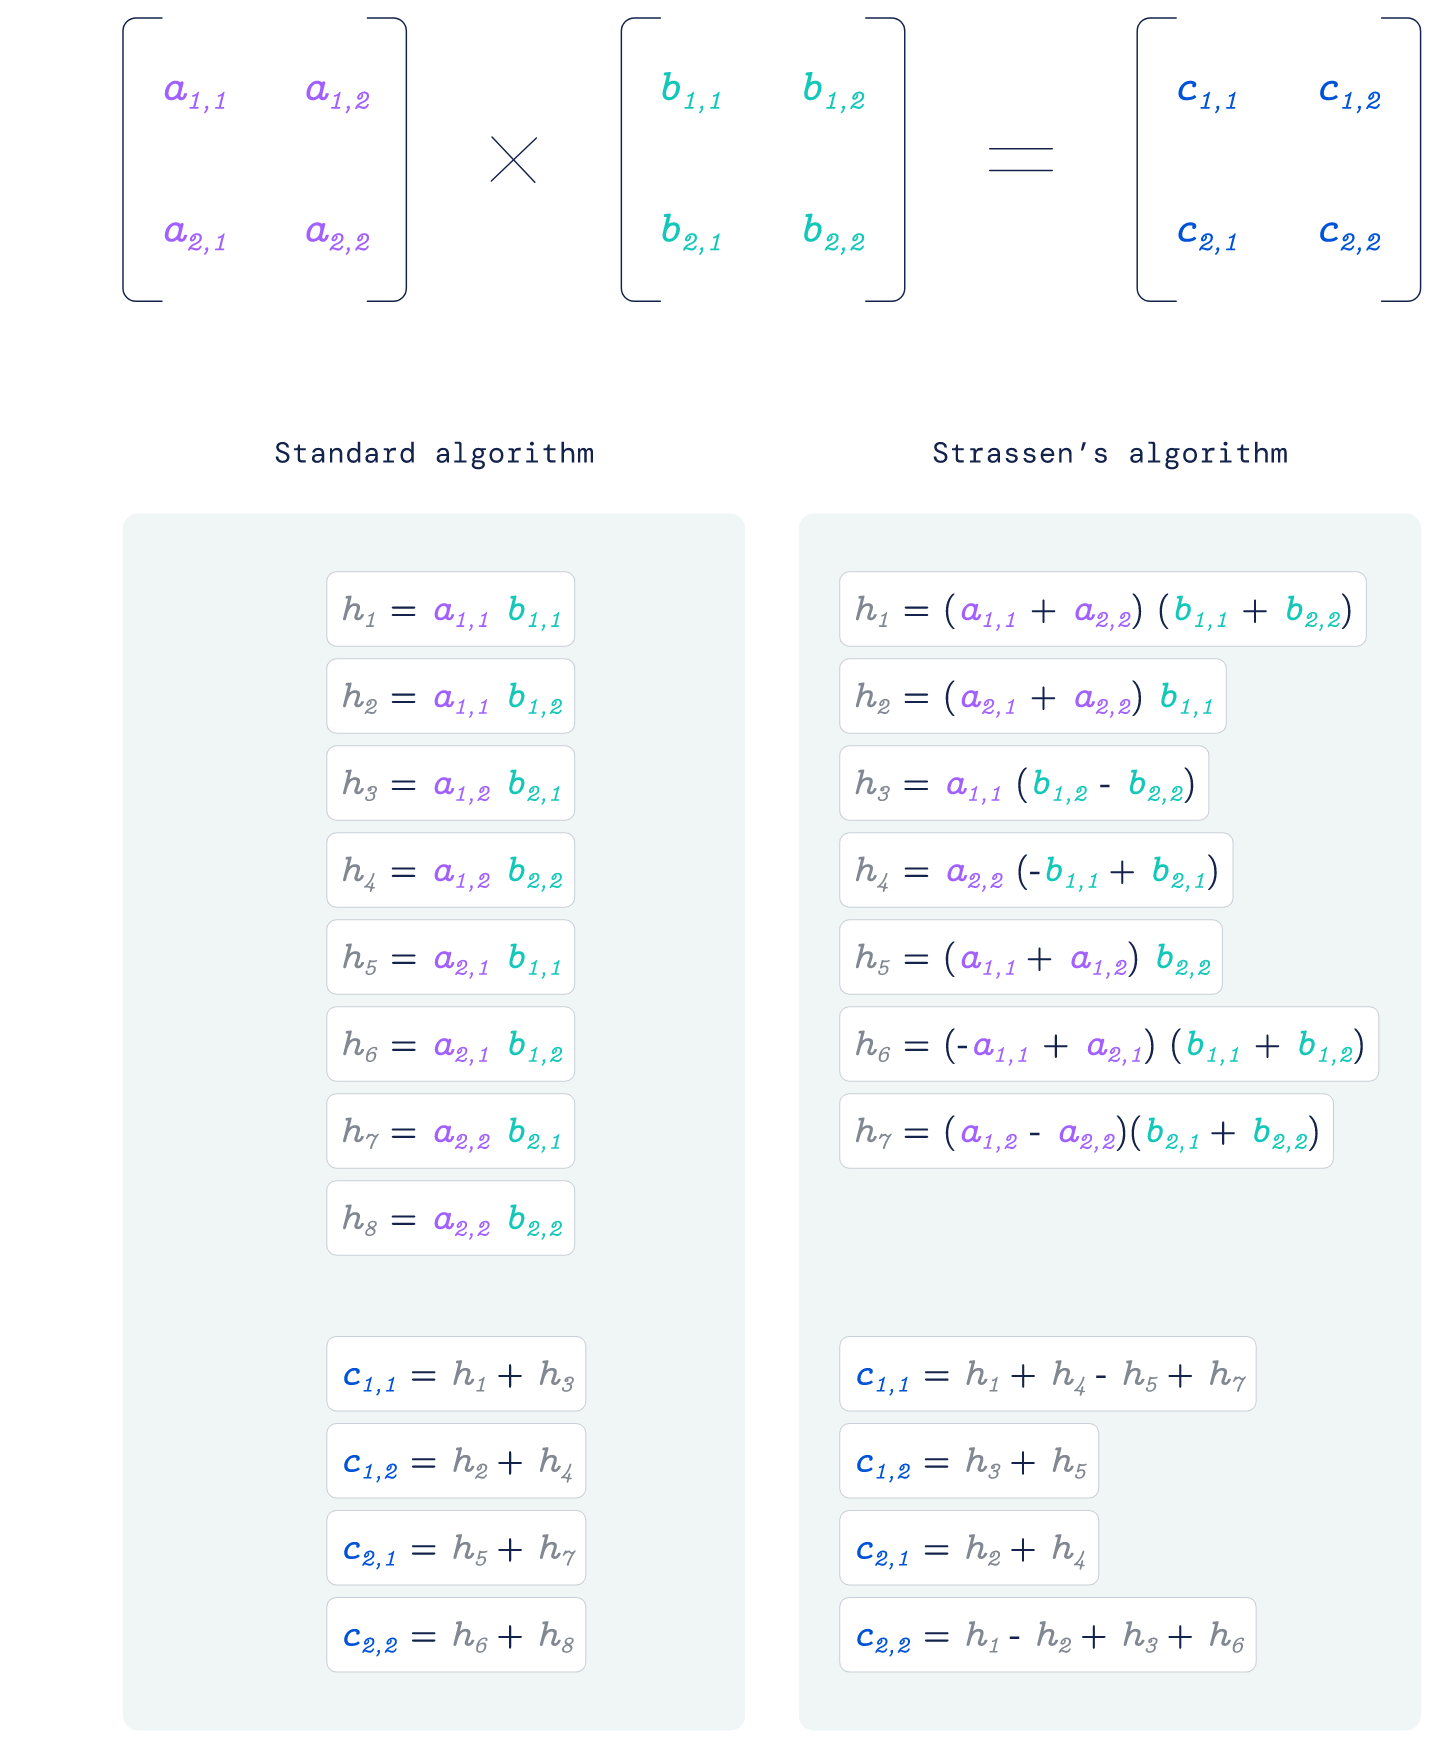 a1,1 a1,2 b1,1 b1,2 c1,1 c1,2
× =
a2,1 a2,2 b2,1 b2,2 c2,1 c2,2
Standard algorithm
h1 = a1,1 b1,1
h2 = a1,1 b1,2
h3 = a1,2 b2,1
h4 = a1,2 b2,2
h5 = a2,1 b1,1
h6 = a2,1 b1,2
h7 = a2,2 b2,1
h8 = a2,2 b2,2
c1,1 = h1 + h3
c1,2 = h2 + h4
c2,1 = h5 + h7
c2,2 = h6 + h8
Strassen’s algorithm
h1 = (a1,1 + a2,2) (b1,1 + b2,2)
h2 = (a2,1 + a2,2) b1,1
h3 = a1,1 (b1,2 - b2,2)
h4 = a2,2 (-b1,1 + b2,1)
h5 = (a1,1 + a1,2) b2,2
h6 = (-a1,1 + a2,1) (b1,1 + b1,2)
h7 = (a1,2 - a2,2)(b2,1 + b2,2)
c1,1 = h1 + h4 - h5 + h7
c1,2 = h3 + h5
c2,1 = h2 + h4
c2,2 = h1 - h2 + h3 + h6